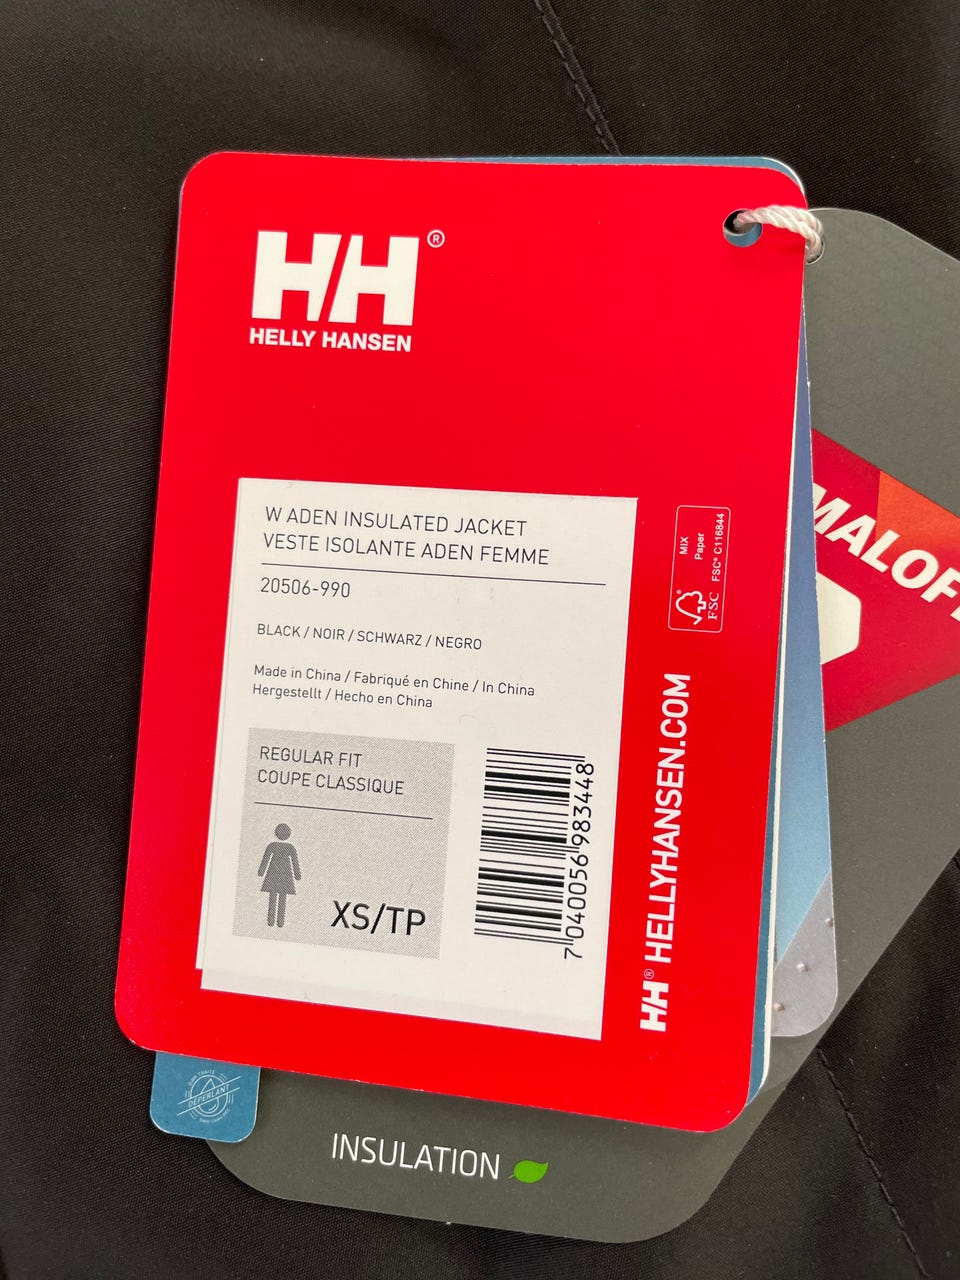 HH®
HELLY HANSEN
W ADEN INSULATED JACKET
VESTE ISOLANTE ADEN FEMME
20506-990
BLACK / NOIR / SCHWARZ / NEGRO
Made in China / Fabriqué en Chine / In China
Hergestellt / Hecho en China
REGULAR FIT
COUPE CLASSIQUE
XS/TP
7 040056 983448
MIX
Paper
FSC® C116844
FSC
HH® HELLYHANSEN.COM
MALOF
DEPERLANT
INSULATION